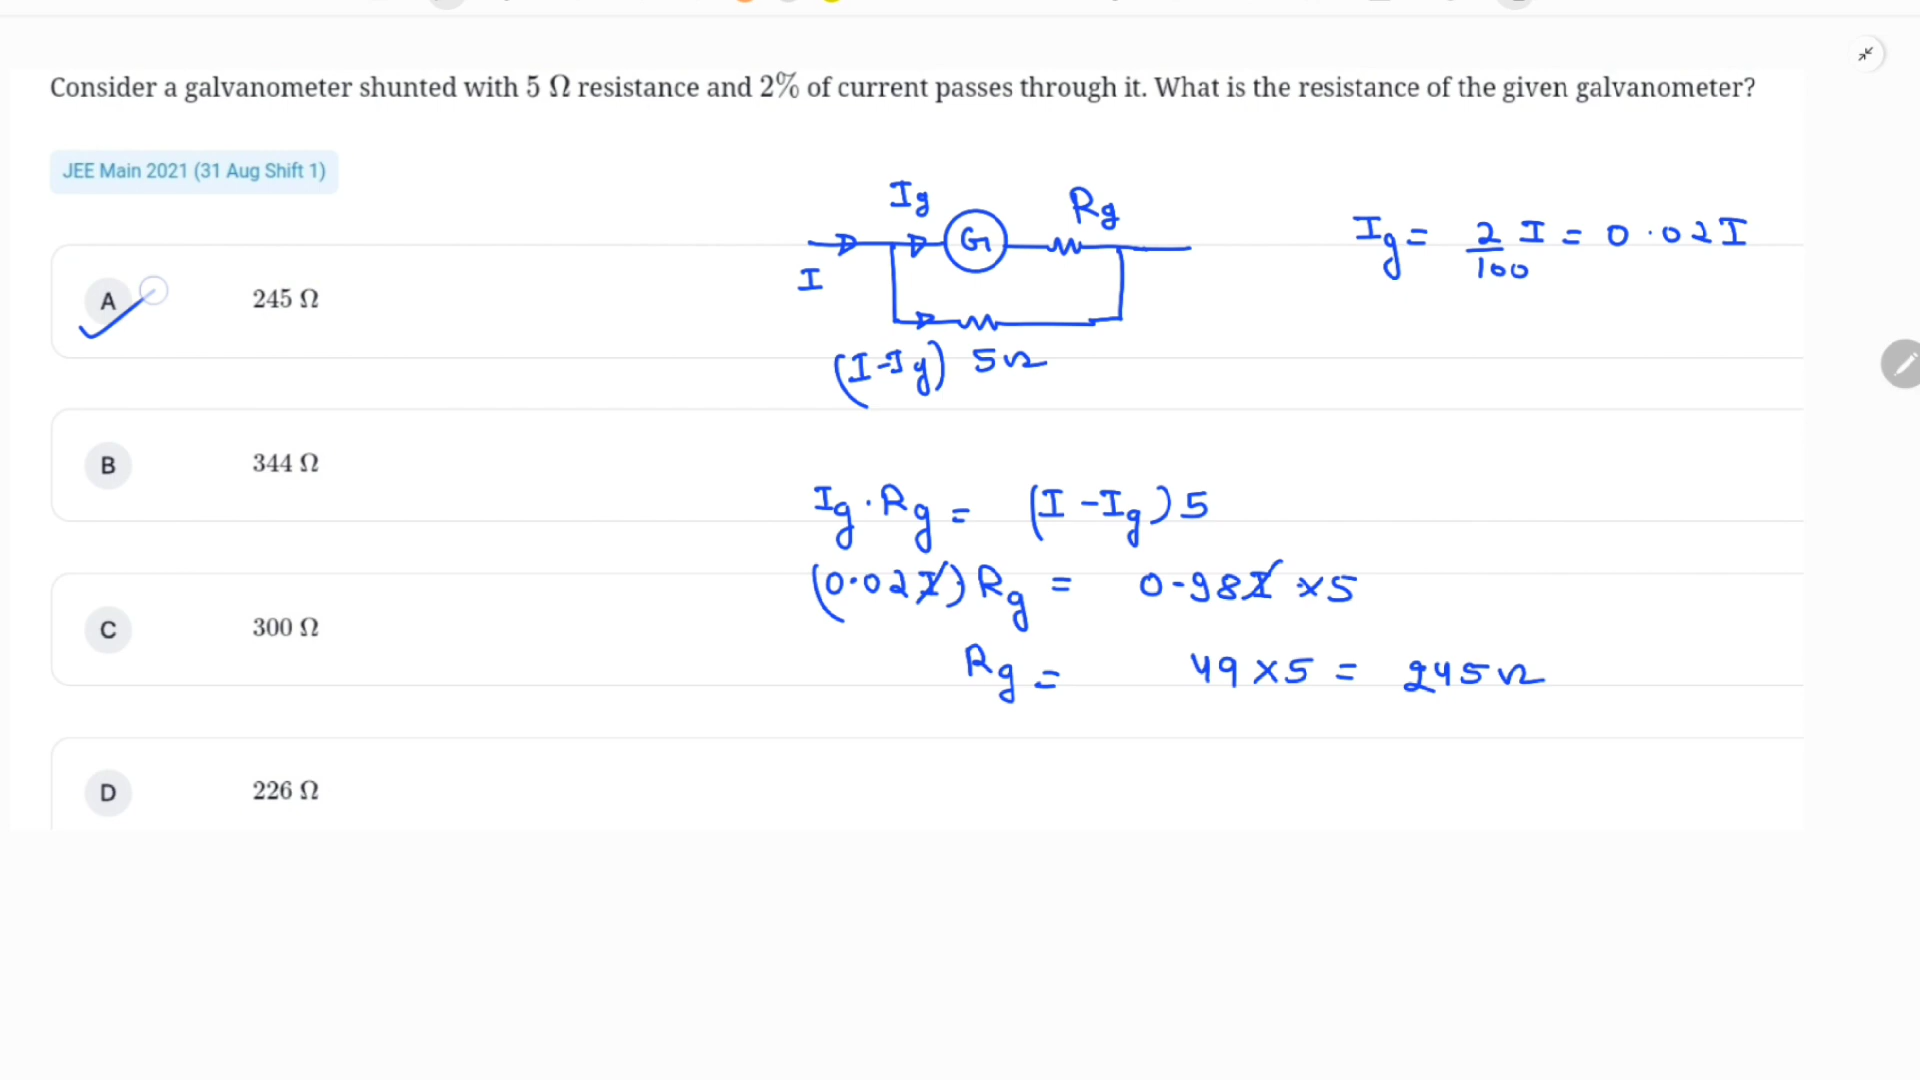 Consider a galvanometer shunted with 5 Ω resistance and 2% of current passes through it. What is the resistance of the given galvanometer?
JEE Main 2021 (31 Aug Shift 1)
Ig
Rg
G
I
(I-Ig) 5Ω
Ig = 2/100 I = 0.02I
A 245 Ω
B 344 Ω
Ig.Rg = (I-Ig)5
(0.02I)Rg = 0.98I×5
C 300 Ω
Rg = 49×5 = 245Ω
D 226 Ω